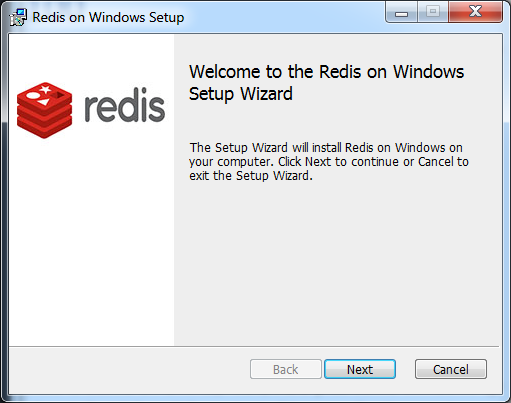 Redis on Windows Setup
redis
Welcome to the Redis on Windows
Setup Wizard
The Setup Wizard will install Redis on Windows on
your computer. Click Next to continue or Cancel to
exit the Setup Wizard.
Back
Next
Cancel